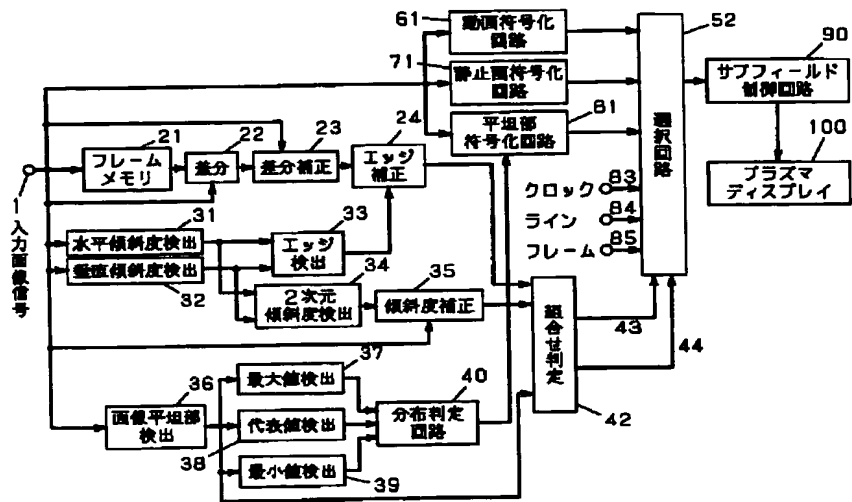 61
動画符号化
回路
71
静止画符号化
回路
平坦部
符号化回路
81
52
選択回路
90
サブフィールド
制御回路
100
プラズマ
ディスプレイ
21
フレーム
メモリ
22
差分
23
差分補正
24
エッジ
補正
1
入力画像信号
31
水平傾斜度検出
垂直傾斜度検出
32
33
エッジ
検出
34
2次元
傾斜度検出
35
傾斜度補正
クロック
83
ライン
84
フレーム
85
組合せ判定
42
43
44
36
画像平坦部
検出
37
最大値検出
代表値検出
38
最小値検出
39
40
分布判定
回路